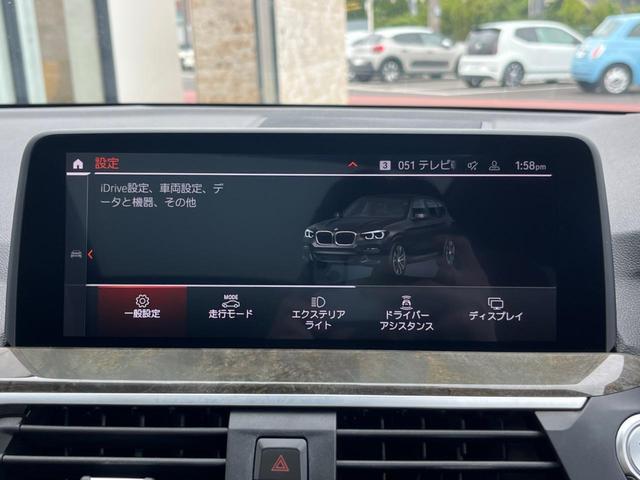 設定
3 051 テレビ
1:58pm
iDrive設定、車両設定、デ
ータと機器、その他
一般設定
MODE
走行モード
エクステリア
ライト
ドライバー
アシスタンス
ディスプレイ